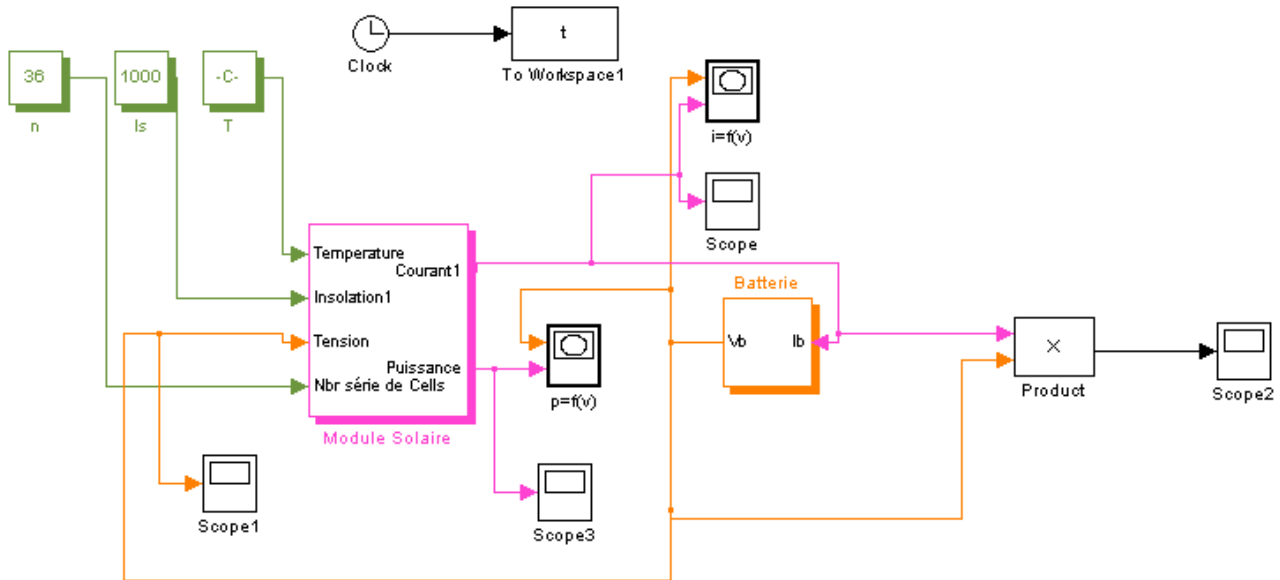 t
Clock
To Workspace1
36
1000
-C-
n
Is
T
i=f(v)
Scope
Temperature
Courant1
Insolation1
Tension
Puissance
Nbr série de Cells
Module Solaire
Batterie
Vb
Ib
p=f(v)
×
Product
Scope2
Scope1
Scope3